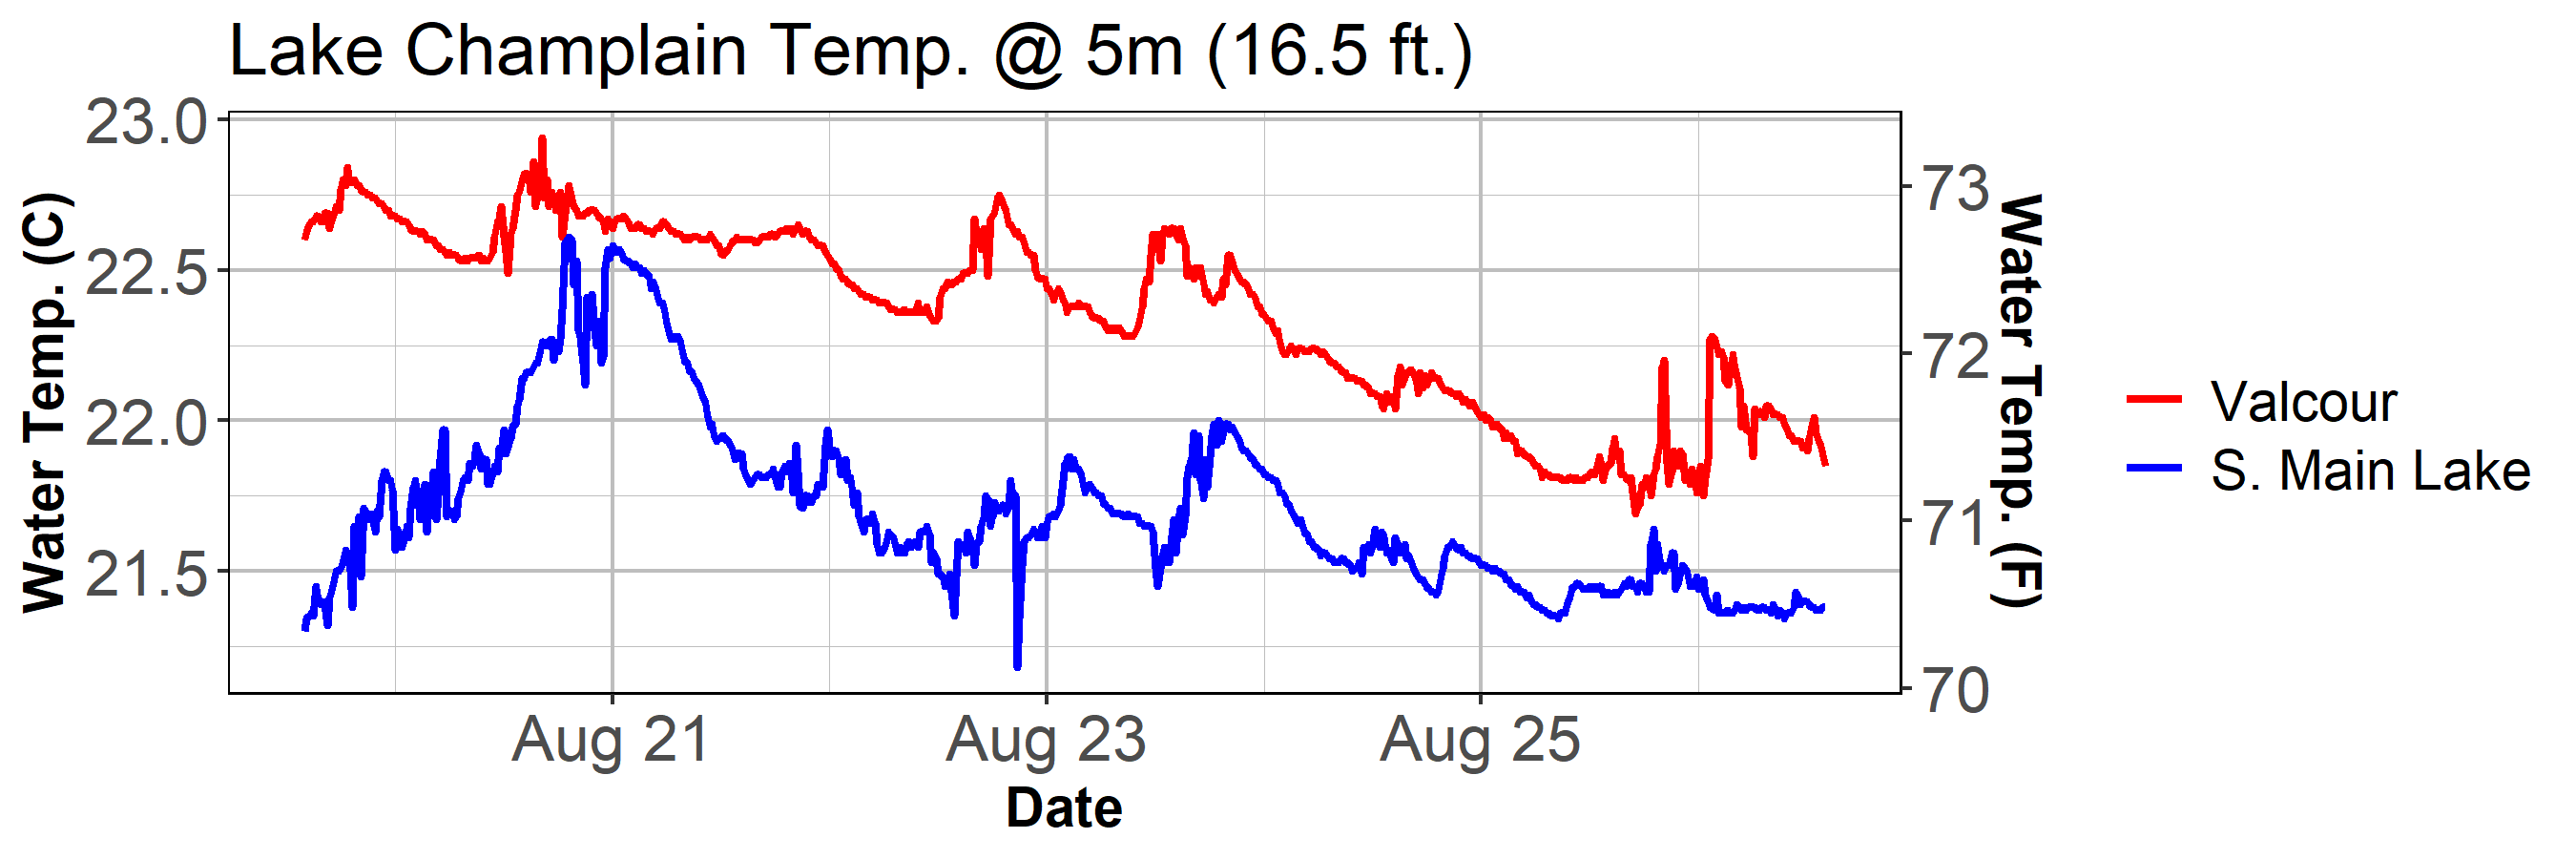 Lake Champlain Temp. @ 5m (16.5 ft.)
Water Temp. (C)
23.0
22.5
22.0
21.5
73
72
71
70
Water Temp. (F)
Aug 21
Aug 23
Aug 25
Date
Valcour
S. Main Lake